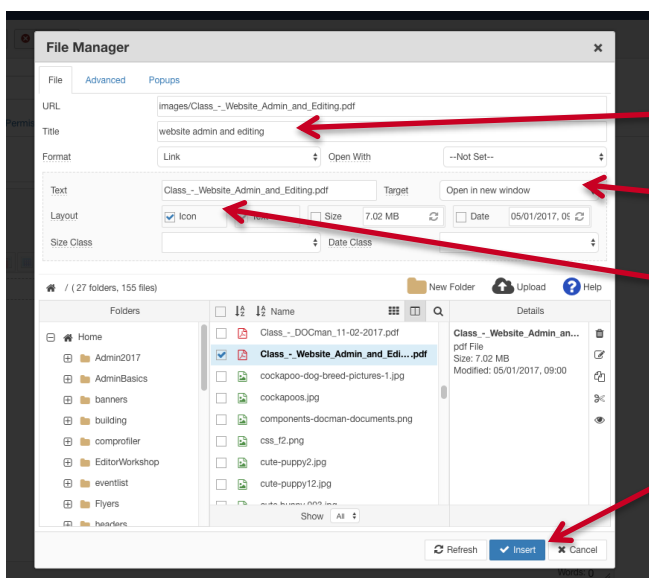 File Manager ×
File Advanced Popups
URL images/Class_-_Website_Admin_and_Editing.pdf
Title website admin and editing
Format Link Open With --Not Set--
Text Class_-_Website_Admin_and_Editing.pdf Target Open in new window
Layout Icon Size 7.02 MB Date 05/01/2017, 09
Size Class Date Class
/ ( 27 folders, 155 files) New Folder Upload Help
Folders Name Details
Home
Admin2017
AdminBasics
banners
building
comprofiler
EditorWorkshop
eventlist
Flyers
headers
Class_-_DOCman_11-02-2017.pdf
Class_-_Website_Admin_and_Edi....pdf
cockapoo-dog-breed-pictures-1.jpg
cockapoos.jpg
components-docman-documents.png
css_f2.png
cute-puppy2.jpg
cute-puppy12.jpg
Show All
Class_-_Website_Admin_an...
pdf File
Size: 7.02 MB
Modified: 05/01/2017, 09:00
Refresh Insert Cancel
Words: 0